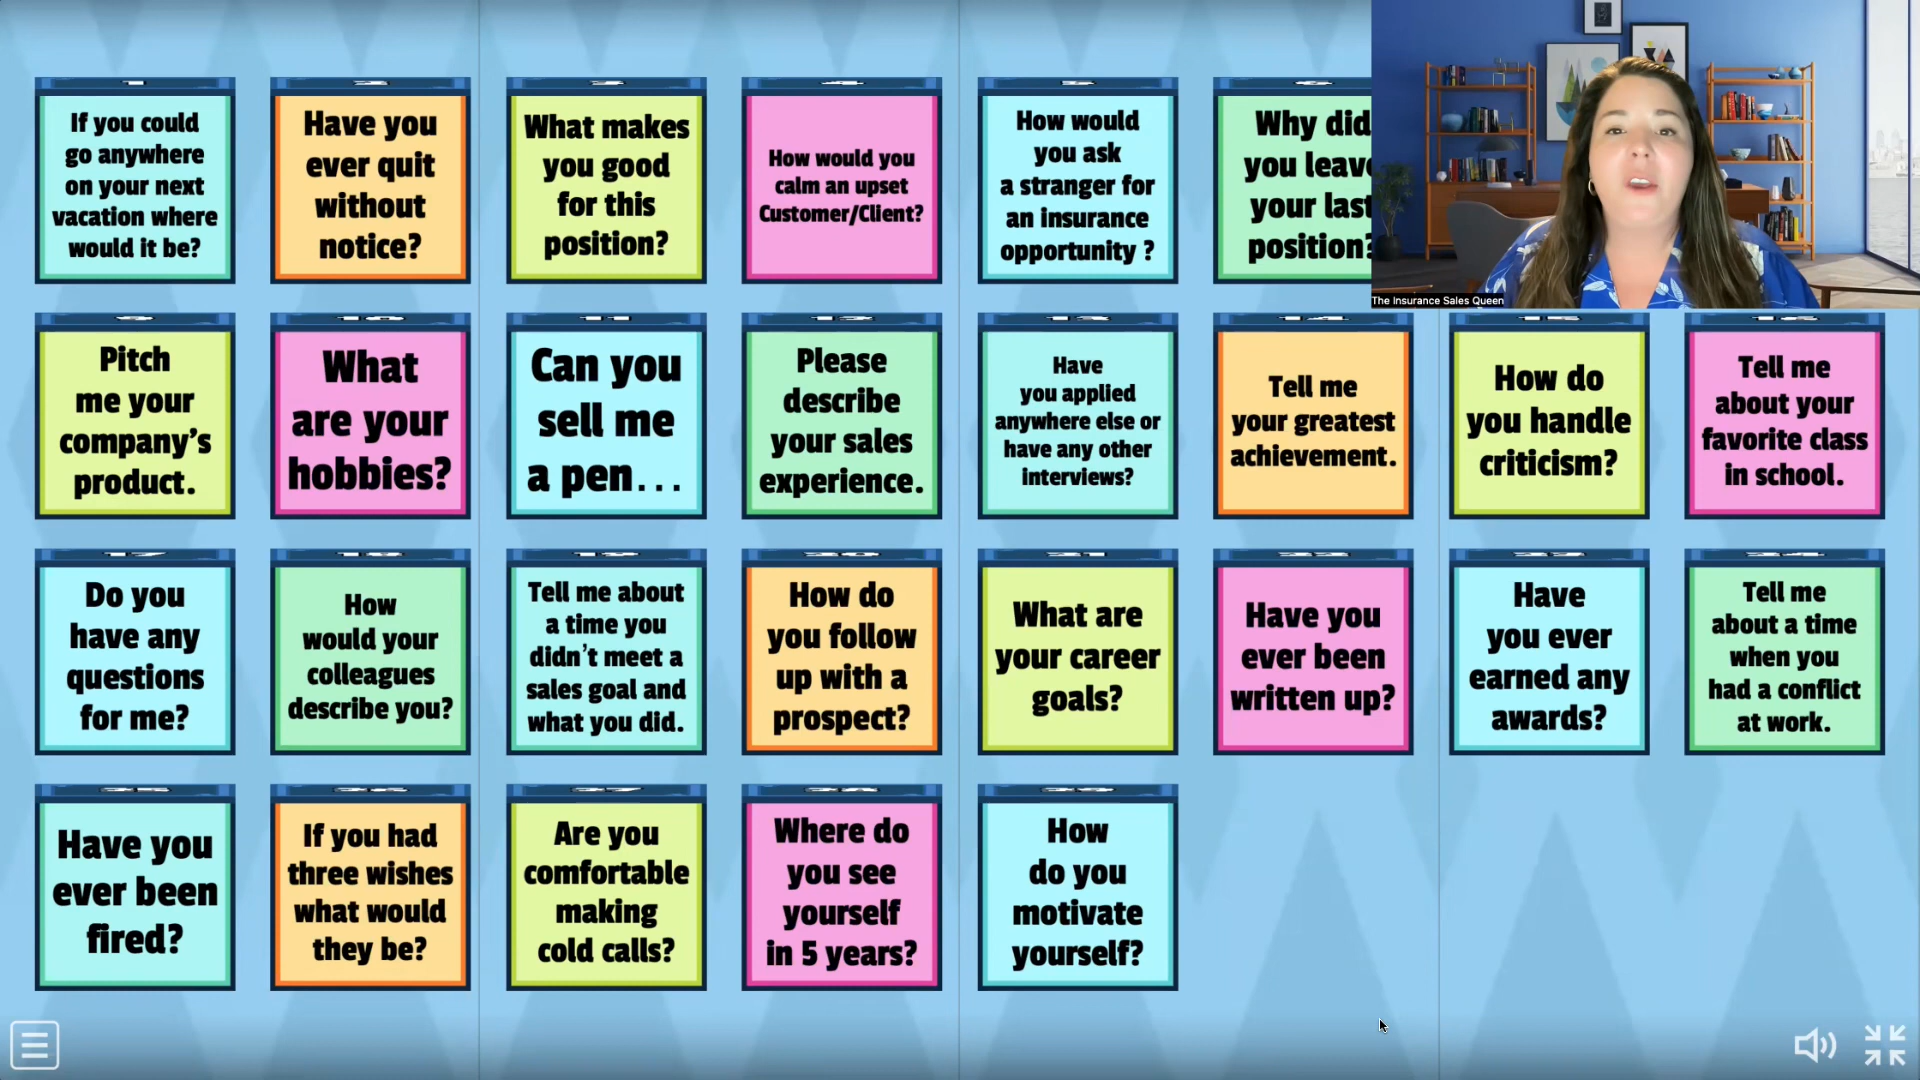 If you could
go anywhere
on your next
vacation where
would it be?
Have you
ever quit
without
notice?
What makes
you good
for this
position?
How would you
calm an upset
Customer/Client?
How would
you ask
a stranger for
an insurance
opportunity ?
Why did
you leave
your last
position?
The Insurance Sales Queen
Pitch
me your
company's
product.
What
are your
hobbies?
Can you
sell me
a pen...
Please
describe
your sales
experience.
Have
you applied
anywhere else or
have any other
interviews?
Tell me
your greatest
achievement.
How do
you handle
criticism?
Tell me
about your
favorite class
in school.
Do you
have any
questions
for me?
How
would your
colleagues
describe you?
Tell me about
a time you
didn't meet a
sales goal and
what you did.
How do
you follow
up with a
prospect?
What are
your career
goals?
Have you
ever been
written up?
Have
you ever
earned any
awards?
Tell me
about a time
when you
had a conflict
at work.
Have you
ever been
fired?
If you had
three wishes
what would
they be?
Are you
comfortable
making
cold calls?
Where do
you see
yourself
in 5 years?
How
do you
motivate
yourself?